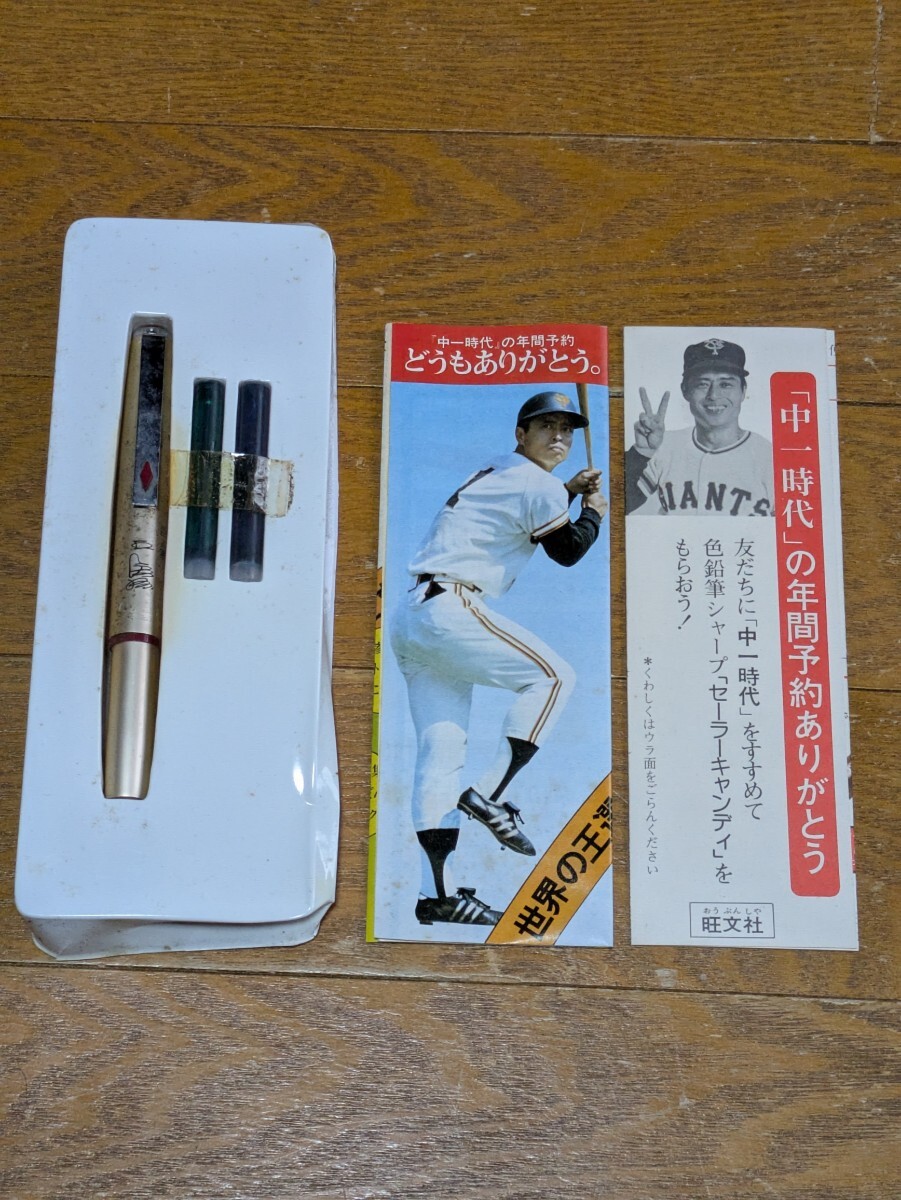 『中一時代』の年間予約
どうもありがとう。
世界の王選
GIANTS
「中一時代」の年間予約ありがとう
友だちに「中一時代」をすすめて
色鉛筆シャープ「セーラーキャンディ」を
もらおう！
＊くわしくはウラ面をごらんください
おうぶんしゃ
旺文社